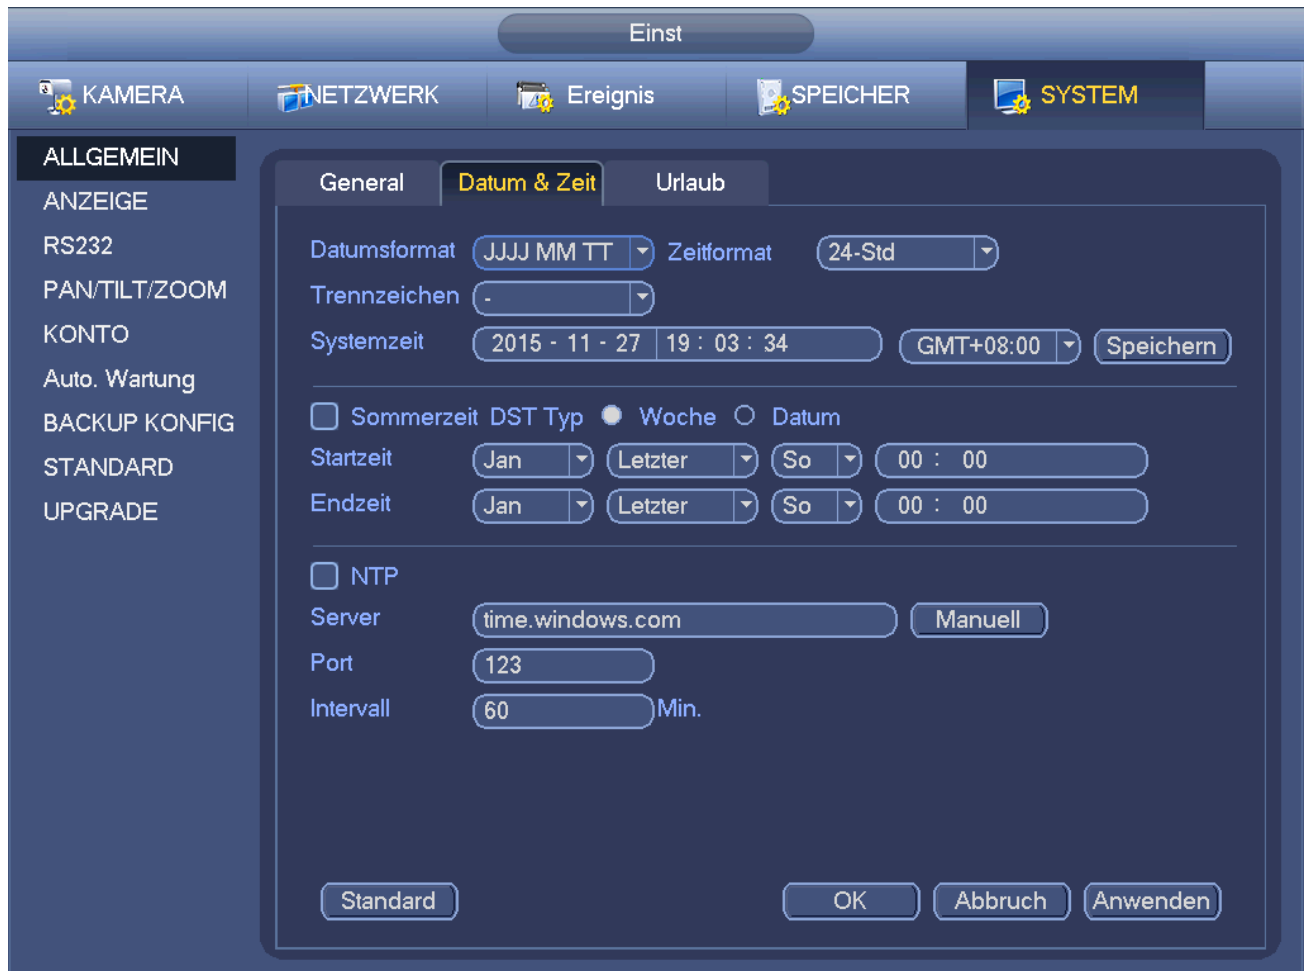 Einst
KAMERA NETZWERK Ereignis SPEICHER SYSTEM
ALLGEMEIN
ANZEIGE
RS232
PAN/TILT/ZOOM
KONTO
Auto. Wartung
BACKUP KONFIG
STANDARD
UPGRADE
General Datum & Zeit Urlaub
Datumsformat JJJJ MM TT Zeitformat 24-Std
Trennzeichen -
Systemzeit 2015 - 11 - 27 19 : 03 : 34 GMT+08:00 Speichern
Sommerzeit DST Typ Woche Datum
Startzeit Jan Letzter So 00 : 00
Endzeit Jan Letzter So 00 : 00
NTP
Server time.windows.com Manuell
Port 123
Intervall 60 Min.
Standard OK Abbruch Anwenden